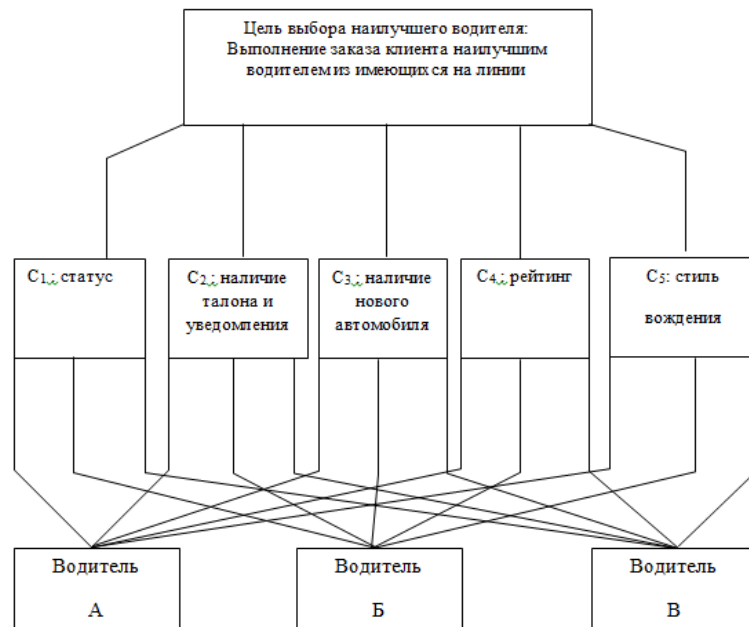 Цель выбора наилучшего водителя:
Выполнение заказа клиента наилучшим
водителем из имеющихся на линии
С1.: статус
С2.: наличие
талона и
уведомления
С3.: наличие
нового
автомобиля
С4.: рейтинг
С5: стиль
вождения
Водитель
А
Водитель
Б
Водитель
В